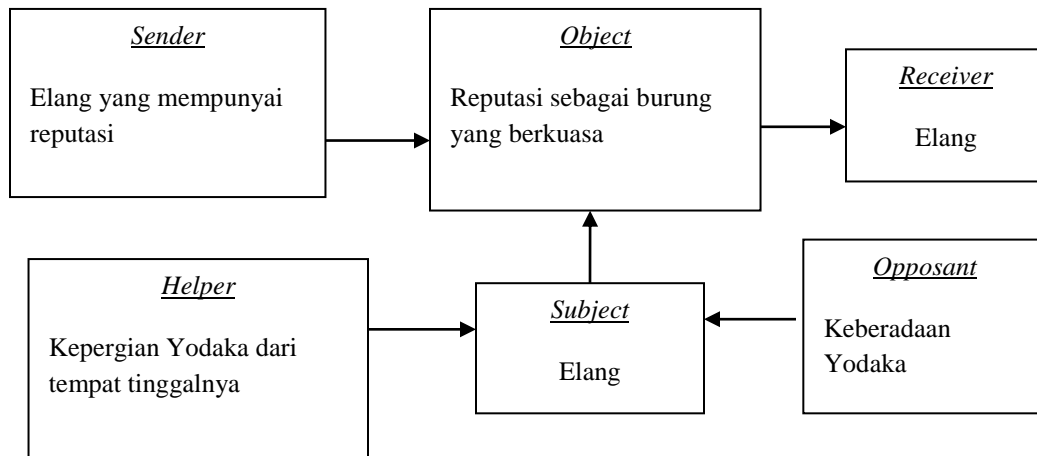 Sender
Elang yang mempunyai
reputasi
Object
Reputasi sebagai burung
yang berkuasa
Receiver
Elang
Helper
Kepergian Yodaka dari
tempat tinggalnya
Subject
Elang
Opposant
Keberadaan
Yodaka